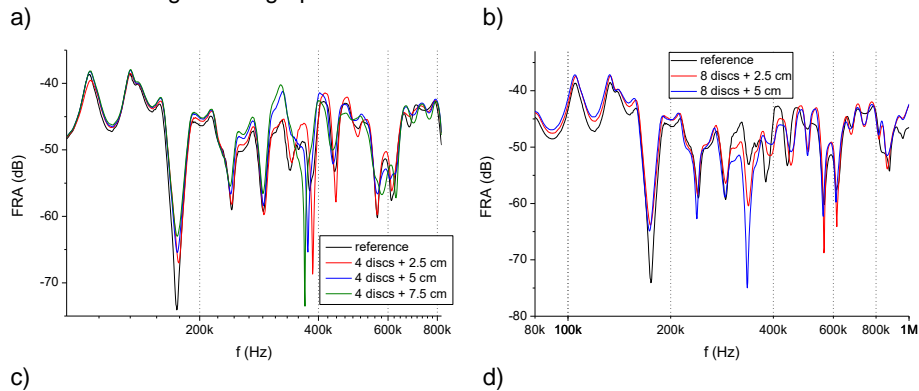 a)
b)
-40
-50
-60
-70
FRA (dB)
200k
400k
600k
800k
f (Hz)
reference
4 discs + 2.5 cm
4 discs + 5 cm
4 discs + 7.5 cm
-40
-50
-60
-70
-80
FRA (dB)
80k
100k
200k
400k
600k
800k
1M
f (Hz)
reference
8 discs + 2.5 cm
8 discs + 5 cm
c)
d)